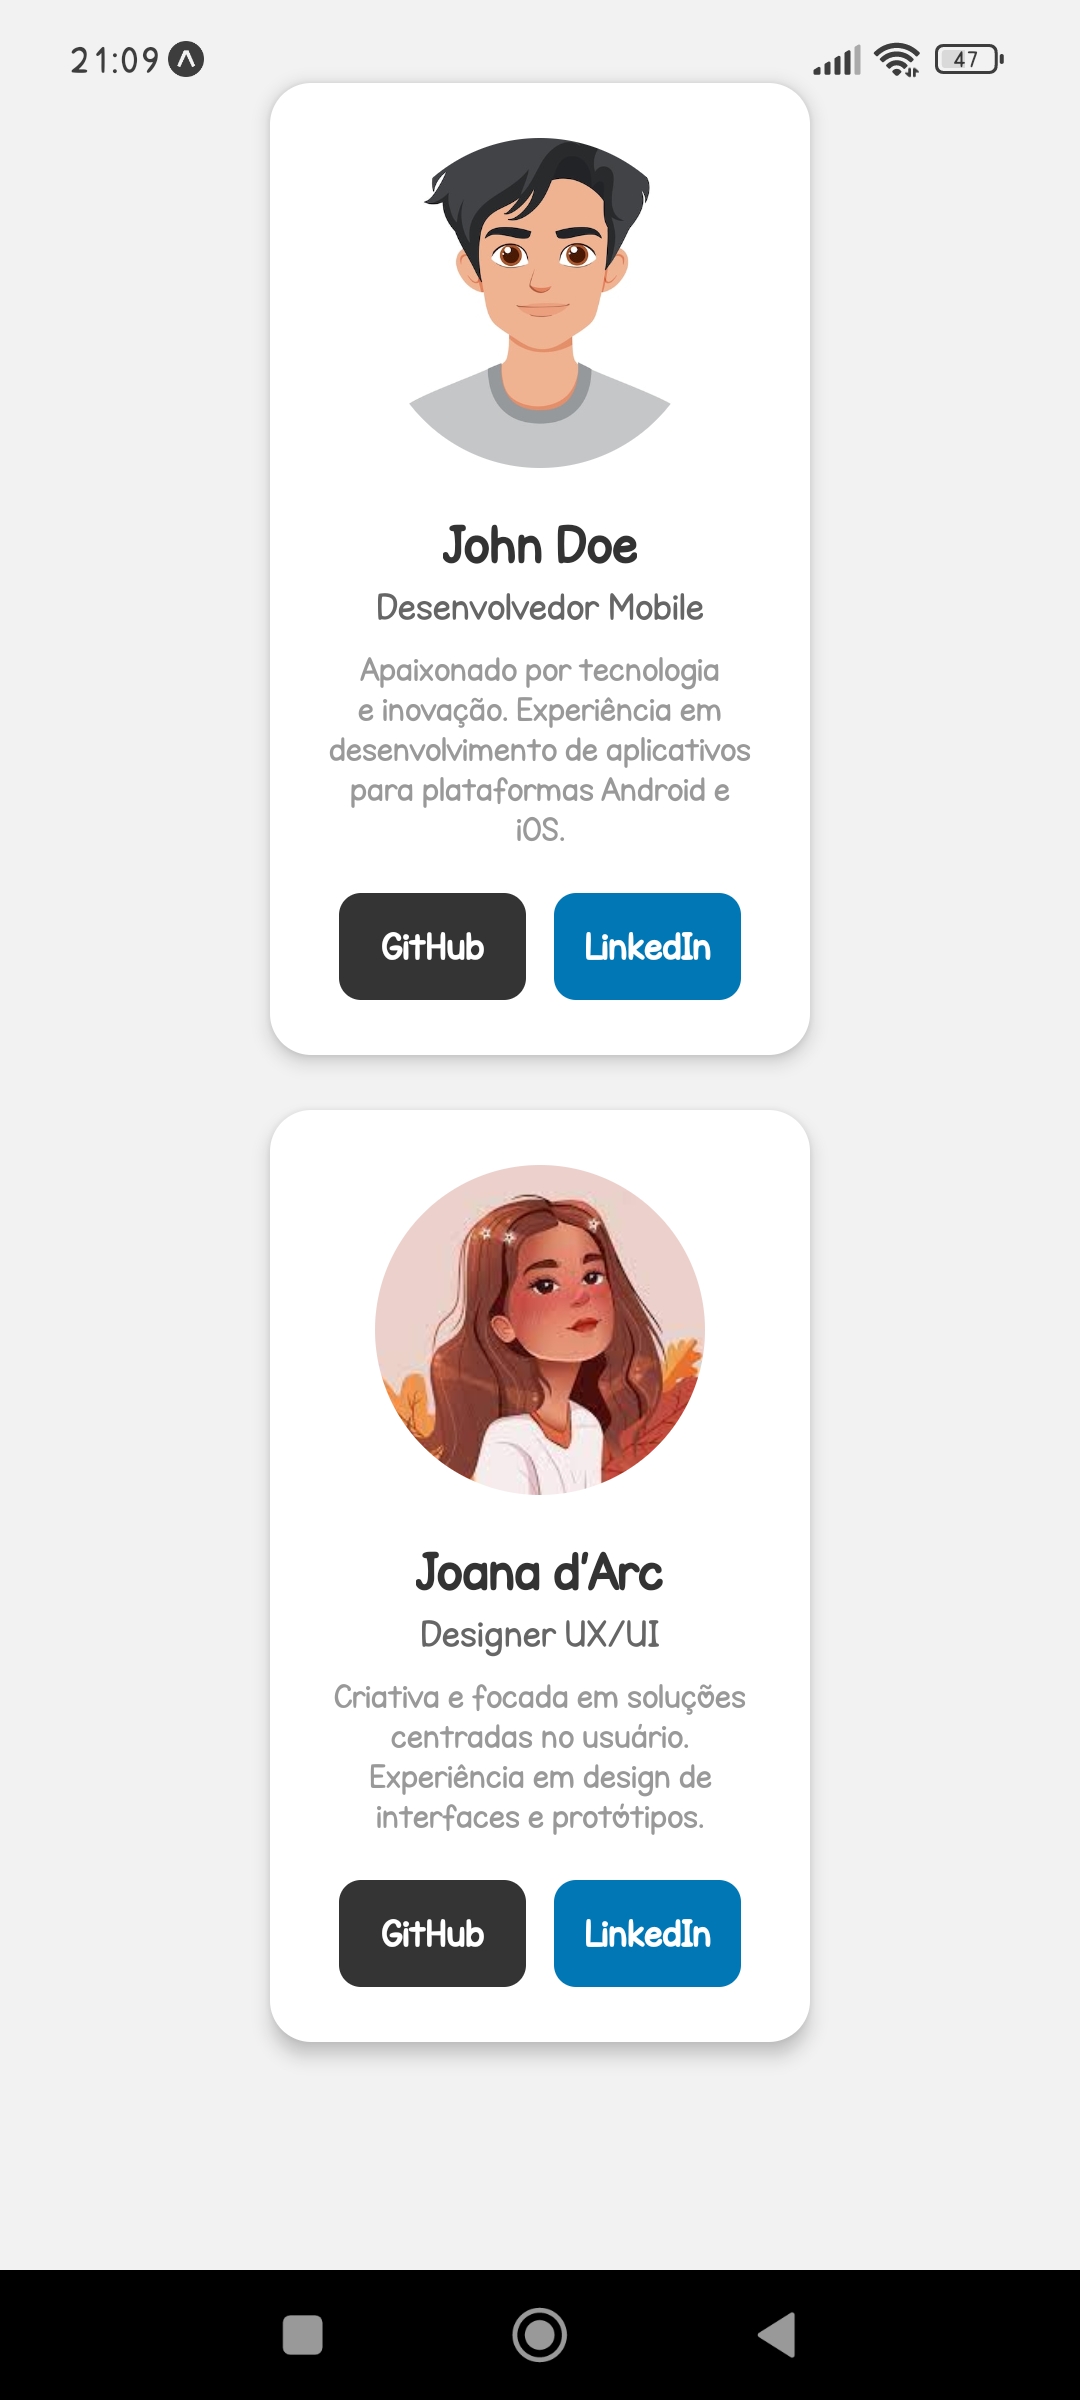 21:09
47
John Doe
Desenvolvedor Mobile
Apaixonado por tecnologia
e inovação. Experiência em
desenvolvimento de aplicativos
para plataformas Android e
iOS.
GitHub LinkedIn
Joana d'Arc
Designer UX/UI
Criativa e focada em soluções
centradas no usuário.
Experiência em design de
interfaces e protótipos.
GitHub LinkedIn